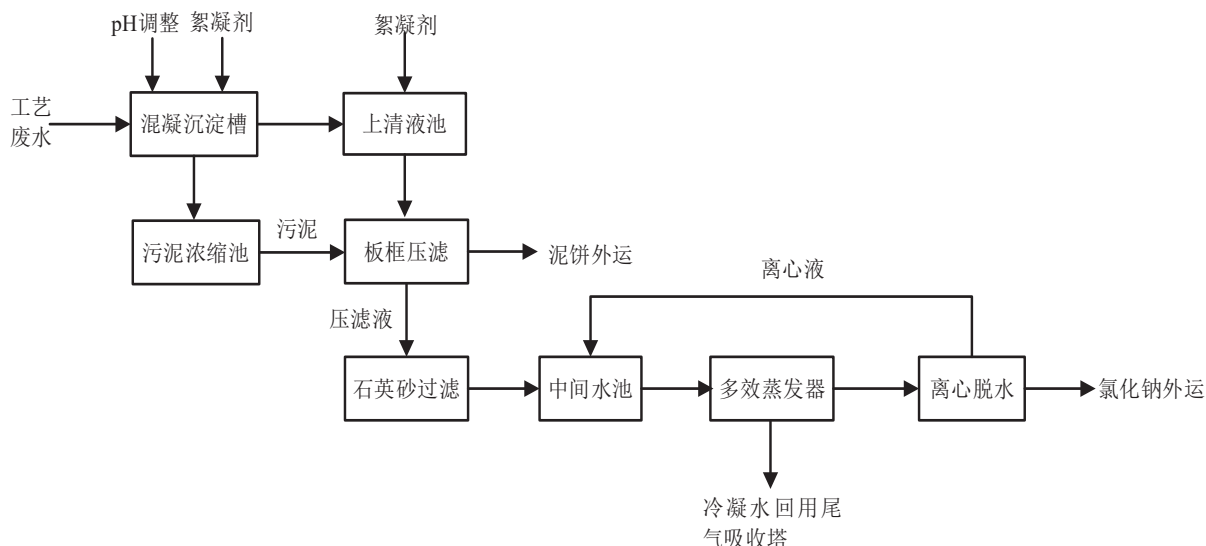 pH调整 絮凝剂
絮凝剂
工艺
废水
混凝沉淀槽
上清液池
污泥浓缩池
污泥
板框压滤
泥饼外运
离心液
压滤液
石英砂过滤
中间水池
多效蒸发器
离心脱水
氯化钠外运
冷凝水回用尾
气吸收塔